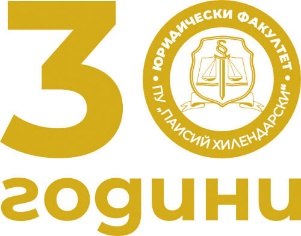 30
ЮРИДИЧЕСКИ ФАКУЛТЕТ
ПУ „ПАИСИЙ ХИЛЕНДАРСКИ“
§
години